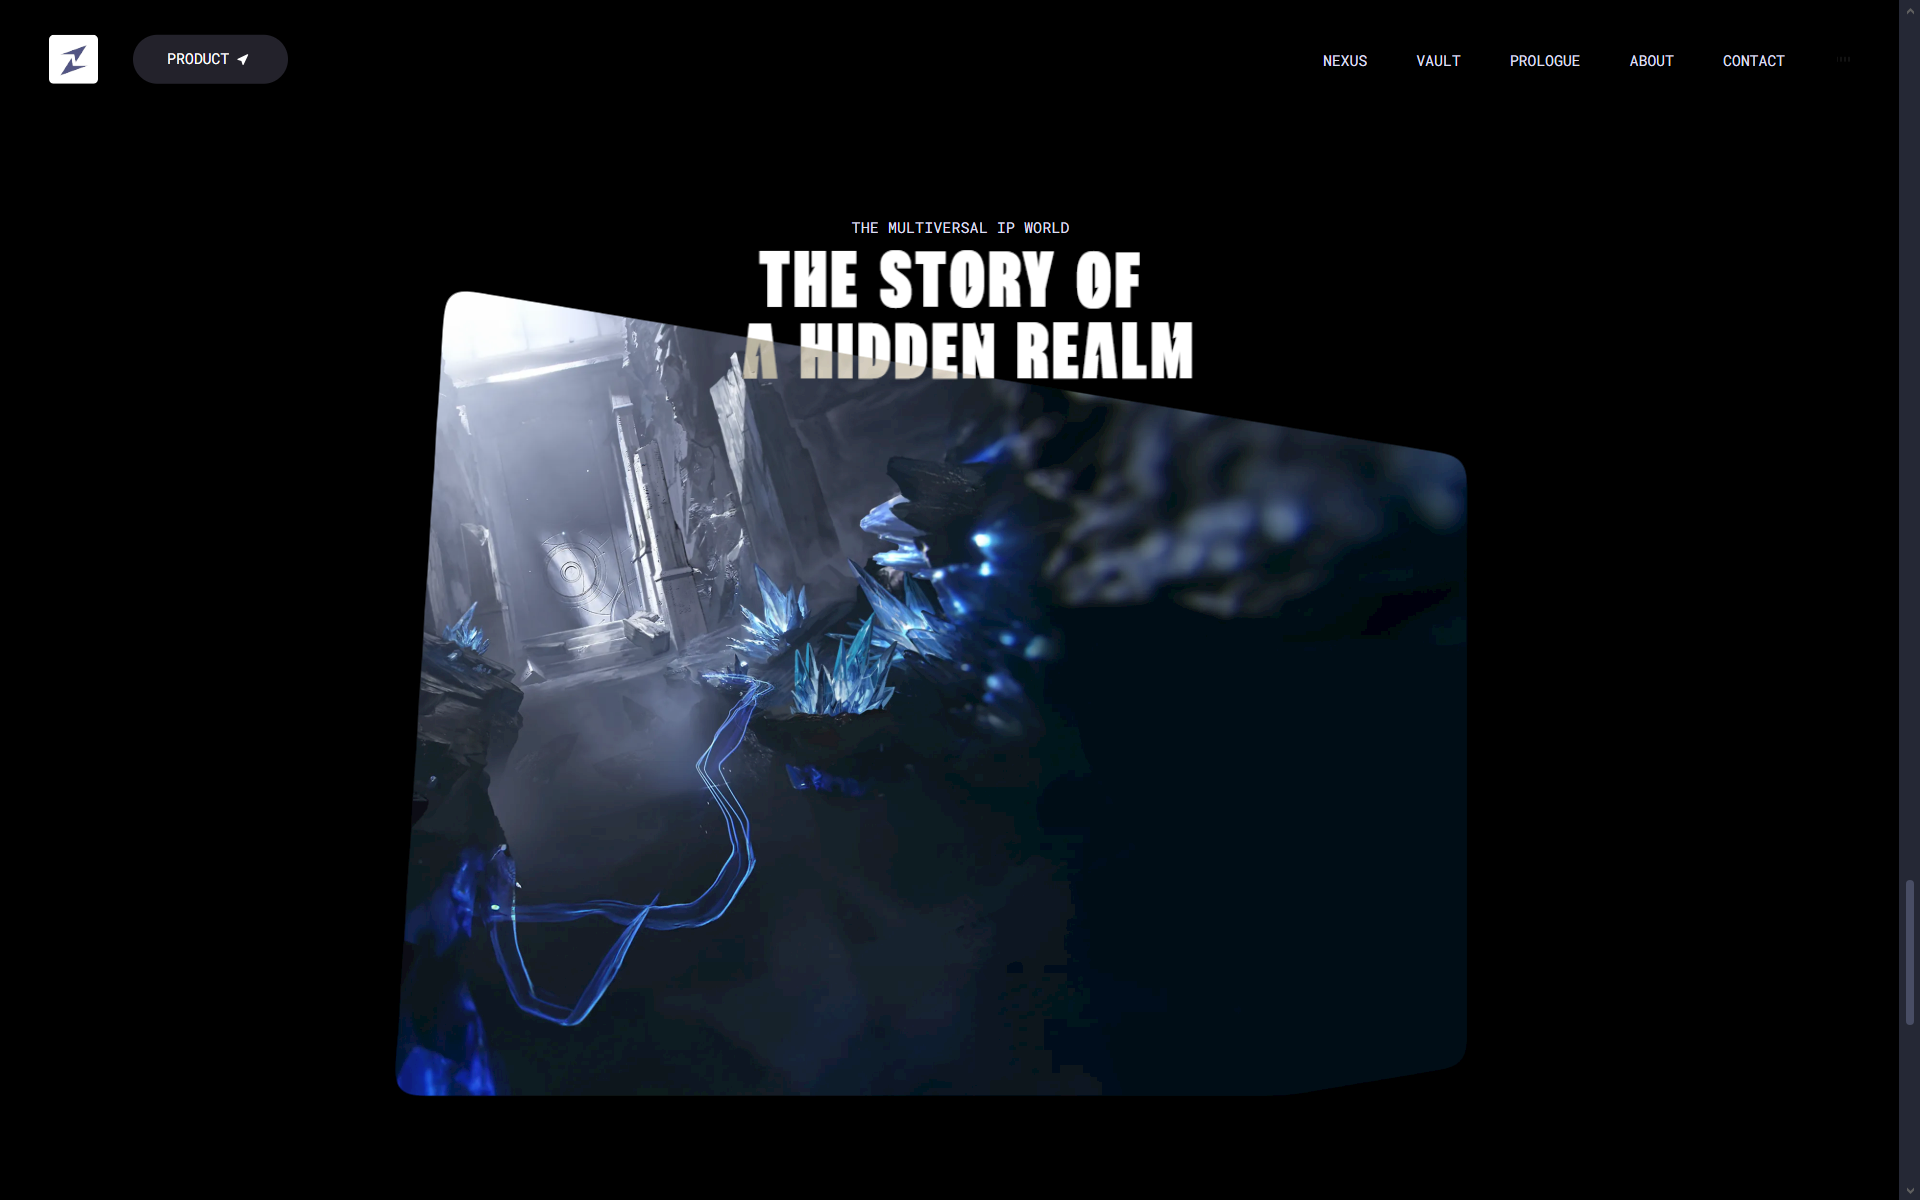 PRODUCT
NEXUS
VAULT
PROLOGUE
ABOUT
CONTACT
THE MULTIVERSAL IP WORLD
THE STORY OF
A HIDDEN REALM